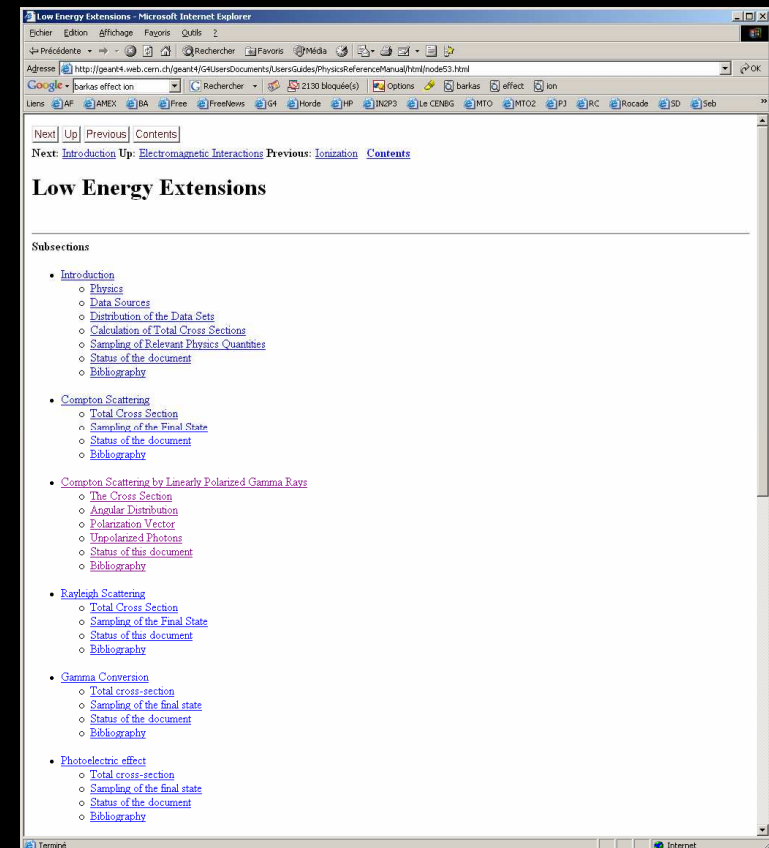 Low Energy Extensions - Microsoft Internet Explorer
Fichier Edition Affichage Favoris Outils ?
Précédente Rechercher Favoris Média
Adresse http://geant4.web.cern.ch/geant4/G4UsersDocuments/UsersGuides/PhysicsReferenceManual/html/node53.html OK
Google barkas effect ion Rechercher 2130 bloquée(s) Options barkas effect ion
Liens AF AMEX BA Free FreeNews G4 Horde HP IN2P3 Le CENBG MTO MTO2 PJ RC Rocade SD Seb »
Next Up Previous Contents
Next: Introduction Up: Electromagnetic Interactions Previous: Ionization Contents
Low Energy Extensions
Subsections
• Introduction
o Physics
o Data Sources
o Distribution of the Data Sets
o Calculation of Total Cross Sections
o Sampling of Relevant Physics Quantities
o Status of the document
o Bibliography
• Compton Scattering
o Total Cross Section
o Sampling of the Final State
o Status of the document
o Bibliography
• Compton Scattering by Linearly Polarized Gamma Rays
o The Cross Section
o Angular Distribution
o Polarization Vector
o Unpolarized Photons
o Status of this document
o Bibliography
• Rayleigh Scattering
o Total Cross Section
o Sampling of the Final State
o Status of this document
o Bibliography
• Gamma Conversion
o Total cross-section
o Sampling of the final state
o Status of the document
o Bibliography
• Photoelectric effect
o Total cross-section
o Sampling of the final state
o Status of the document
o Bibliography
Terminé Internet